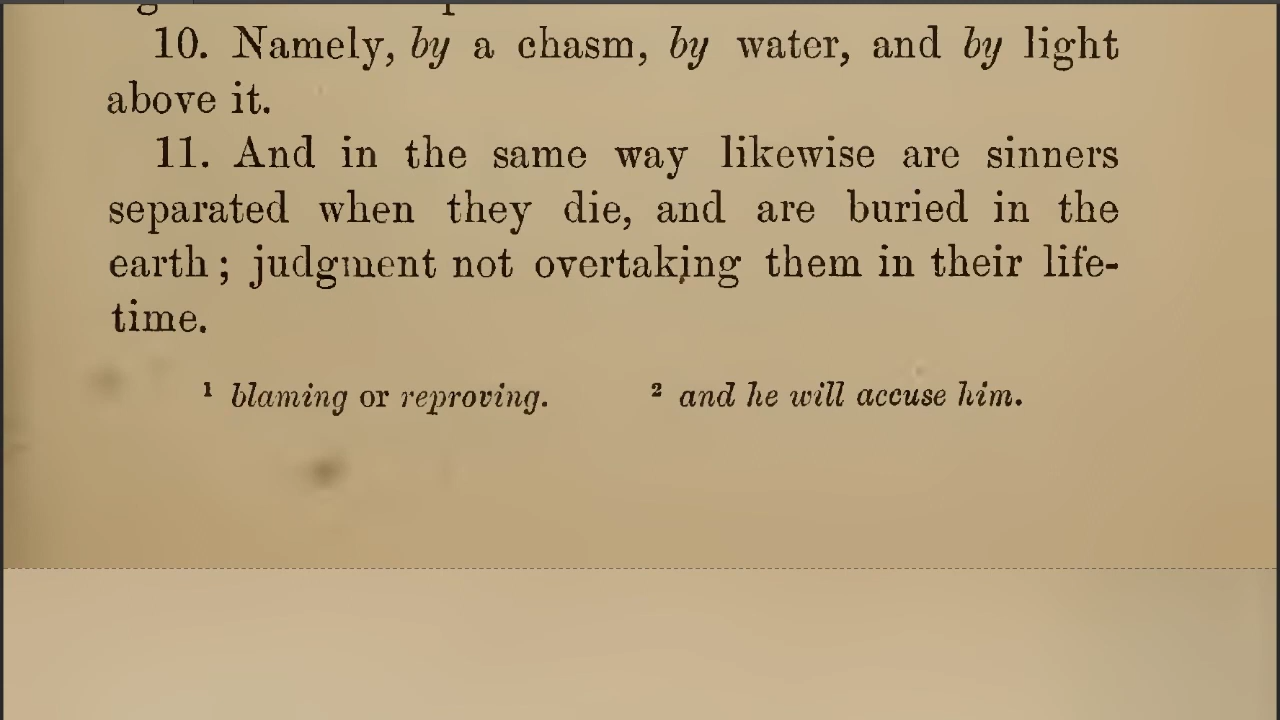 10. Namely, by a chasm, by water, and by light
above it.
11. And in the same way likewise are sinners
separated when they die, and are buried in the
earth; judgment not overtaking them in their life-
time.
¹ blaming or reproving. ² and he will accuse him.